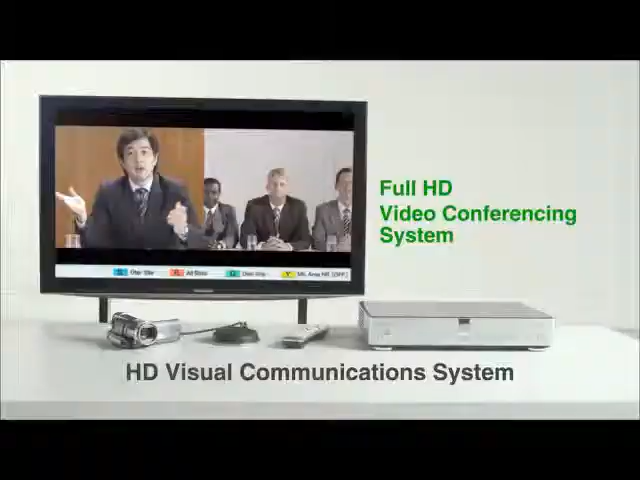 Full HD
Video Conferencing
System
HD Visual Communications System